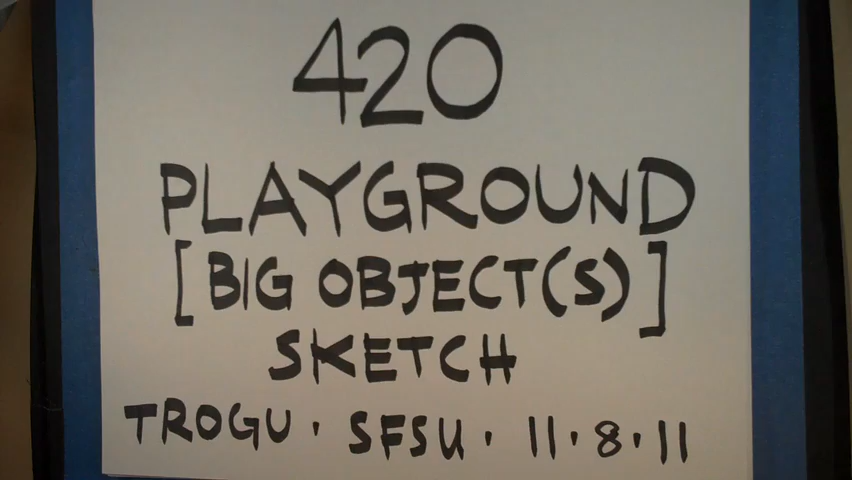 420
PLAYGROUND
[BIG OBJECT(S)]
SKETCH
TROGU · SFSU · 11·8·11